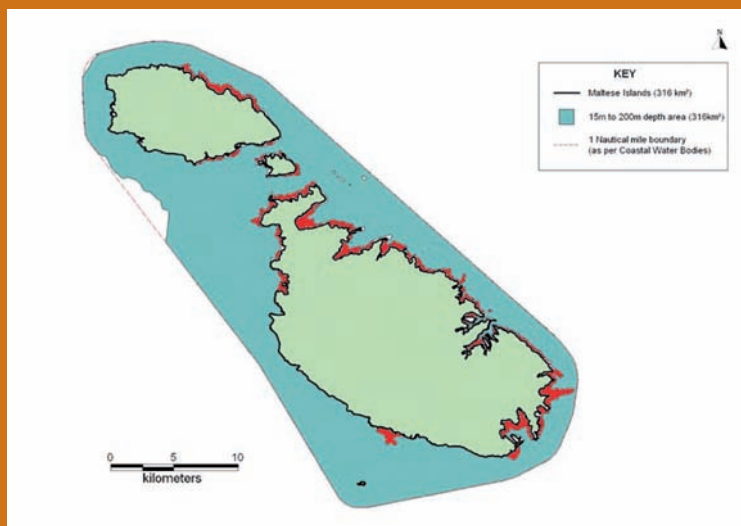 N
KEY
Maltese Islands (316 km²)
15m to 200m depth area (316km²)
1 Nautical mile boundary
(as per Coastal Water Bodies)
0 5 10
kilometers